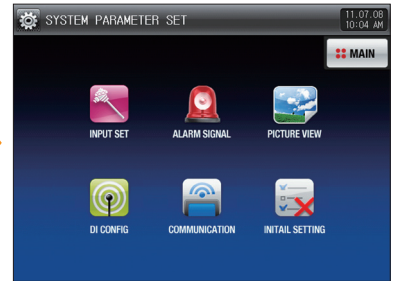 SYSTEM PARAMETER SET
11.07.08
10:04 AM
MAIN
INPUT SET
ALARM SIGNAL
PICTURE VIEW
DI CONFIG
COMMUNICATION
INITAIL SETTING